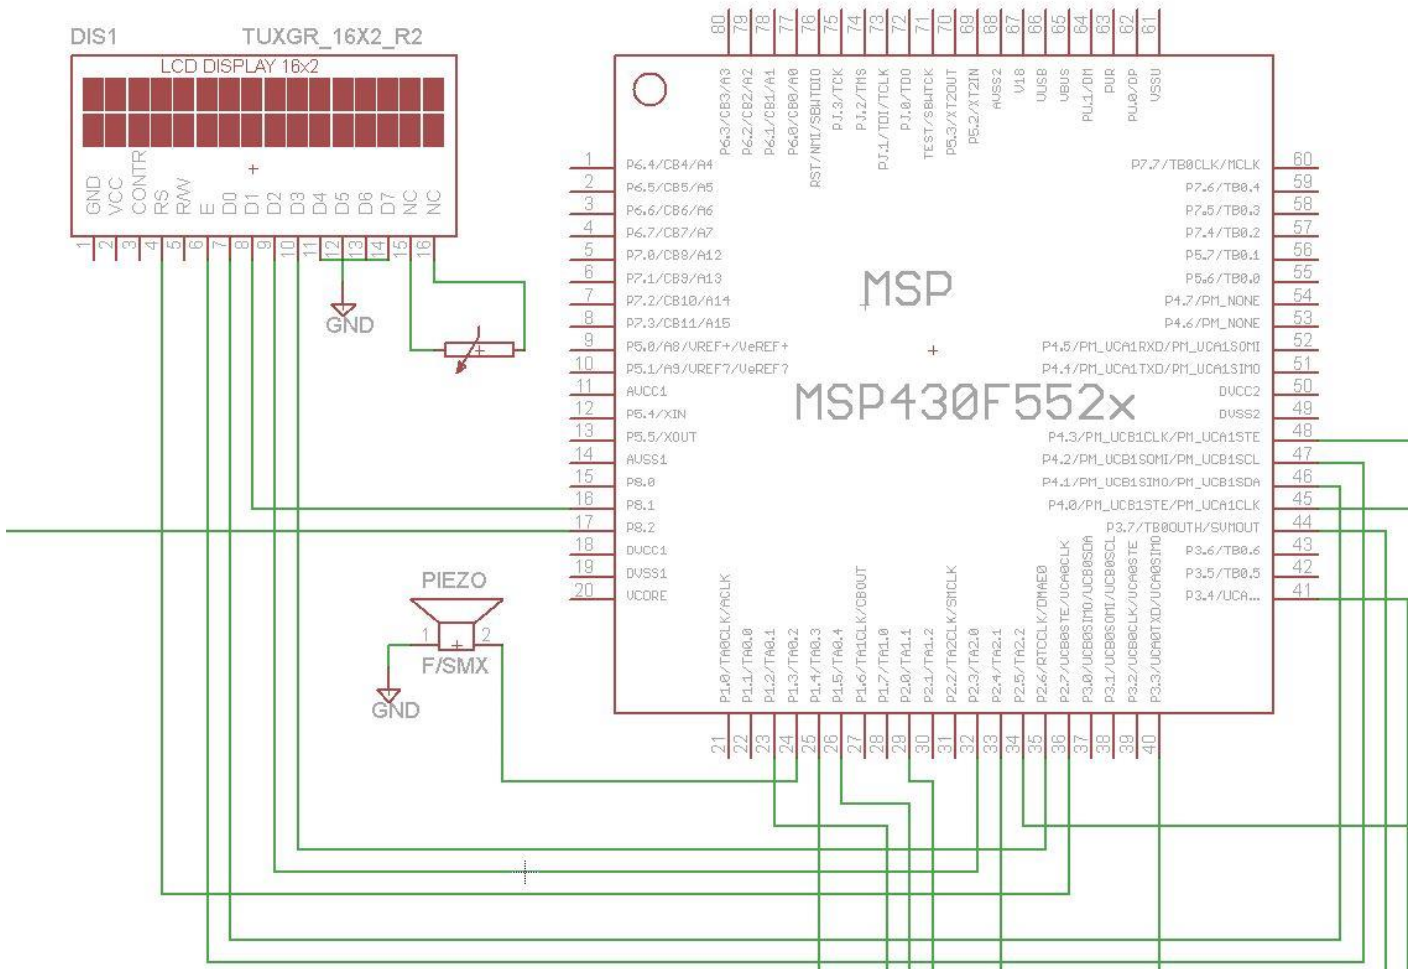 DIS1
TUXGR_16X2_R2
LCD DISPLAY 16x2
GND
VCC
CONTR
RS
R/W
E
D0
D1
D2
D3
D4
D5
D6
D7
NC
NC
1
2
3
4
5
6
7
8
9
10
11
12
13
14
15
16
GND
PIEZO
1
2
F/SMX
GND
80
79
78
77
76
75
74
73
72
71
70
69
68
67
66
65
64
63
62
61
P6.3/CB3/A3
P6.2/CB2/A2
P6.1/CB1/A1
P6.0/CB0/A0
RST/NMI/SBWTDIO
PJ.3/TCK
PJ.2/TMS
PJ.1/TDI/TCLK
PJ.0/TDO
TEST/SBWTCK
P5.3/XT2OUT
P5.2/XT2IN
AVSS2
V18
VUSB
VBUS
PU.1/DM
PUR
PU.0/DP
VSSU
1 P6.4/CB4/A4
2 P6.5/CB5/A5
3 P6.6/CB6/A6
4 P6.7/CB7/A7
5 P7.0/CB8/A12
6 P7.1/CB9/A13
7 P7.2/CB10/A14
8 P7.3/CB11/A15
9 P5.0/A8/VREF+/VeREF+
10 P5.1/A9/VREF?/VeREF?
11 AVCC1
12 P5.4/XIN
13 P5.5/XOUT
14 AVSS1
15 P8.0
16 P8.1
17 P8.2
18 DVCC1
19 DVSS1
20 VCORE
MSP
MSP430F552x
P7.7/TB0CLK/MCLK 60
P7.6/TB0.4 59
P7.5/TB0.3 58
P7.4/TB0.2 57
P5.7/TB0.1 56
P5.6/TB0.0 55
P4.7/PM_NONE 54
P4.6/PM_NONE 53
P4.5/PM_UCA1RXD/PM_UCA1SOMI 52
P4.4/PM_UCA1TXD/PM_UCA1SIMO 51
DVCC2 50
DVSS2 49
P4.3/PM_UCB1CLK/PM_UCA1STE 48
P4.2/PM_UCB1SOMI/PM_UCB1SCL 47
P4.1/PM_UCB1SIMO/PM_UCB1SDA 46
P4.0/PM_UCB1STE/PM_UCA1CLK 45
P3.7/TB0OUTH/SVMOUT 44
P3.6/TB0.6 43
P3.5/TB0.5 42
P3.4/UCA... 41
P1.0/TA0CLK/ACLK
P1.1/TA0.0
P1.2/TA0.1
P1.3/TA0.2
P1.4/TA0.3
P1.5/TA0.4
P1.6/TA1CLK/CBOUT
P1.7/TA1.0
P2.0/TA1.1
P2.1/TA1.2
P2.2/TA2CLK/SMCLK
P2.3/TA2.0
P2.4/TA2.1
P2.5/TA2.2
P2.6/RTCCLK/DMAE0
P2.7/UCB0STE/UCA0CLK
P3.0/UCB0SIMO/UCB0SDA
P3.1/UCB0SOMI/UCB0SCL
P3.2/UCB0CLK/UCA0STE
P3.3/UCA0TXD/UCA0SIMO
21
22
23
24
25
26
27
28
29
30
31
32
33
34
35
36
37
38
39
40